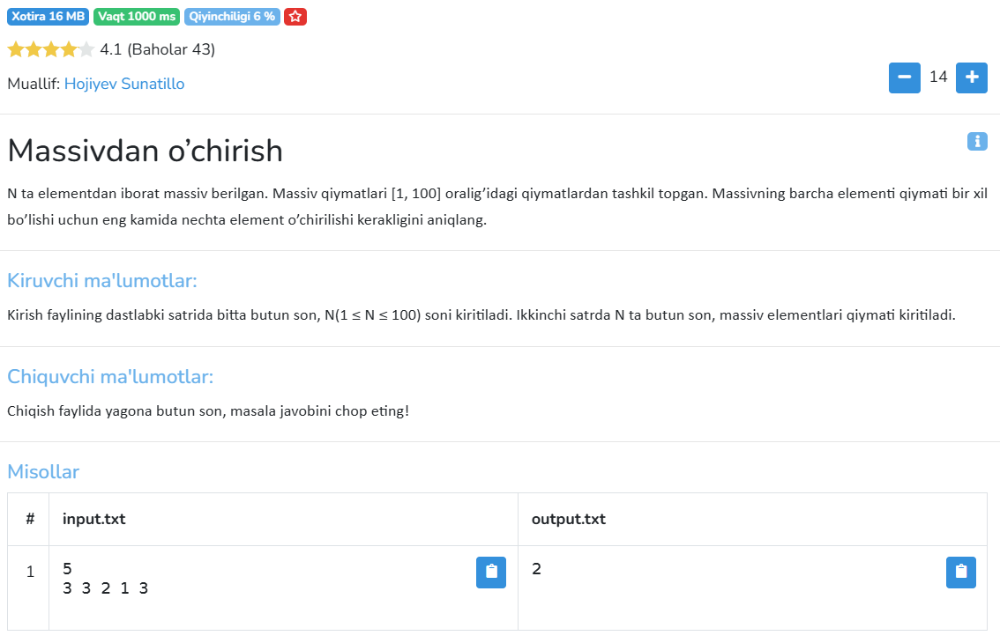 Xotira 16 MB Vaqt 1000 ms Qiyinchiligi 6 %
4.1 (Baholar 43)
Muallif: Hojiyev Sunatillo
14
Massivdan o’chirish
N ta elementdan iborat massiv berilgan. Massiv qiymatlari [1, 100] oralig’idagi qiymatlardan tashkil topgan. Massivning barcha elementi qiymati bir xil
bo’lishi uchun eng kamida nechta element o’chirilishi kerakligini aniqlang.
Kiruvchi ma'lumotlar:
Kirish faylining dastlabki satrida bitta butun son, N(1 ≤ N ≤ 100) soni kiritiladi. Ikkinchi satrda N ta butun son, massiv elementlari qiymati kiritiladi.
Chiquvchi ma'lumotlar:
Chiqish faylida yagona butun son, masala javobini chop eting!
Misollar
# input.txt output.txt
1 5 2
3 3 2 1 3